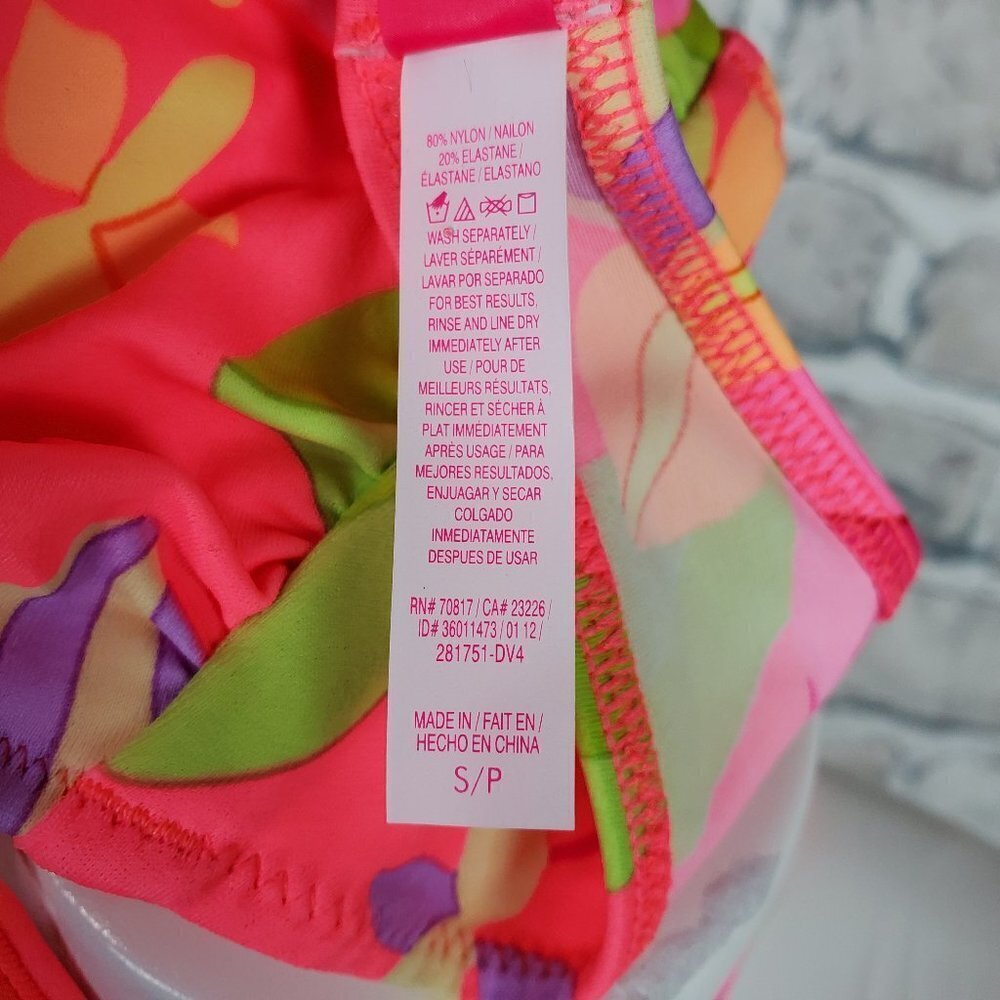 80% NYLON / NAILON
20% ELASTANE /
ÉLASTANE / ELASTANO
WASH SEPARATELY /
LAVER SÉPARÉMENT /
LAVAR POR SEPARADO
FOR BEST RESULTS,
RINSE AND LINE DRY
IMMEDIATELY AFTER
USE / POUR DE
MEILLEURS RÉSULTATS,
RINCER ET SÉCHER À
PLAT IMMÉDIATEMENT
APRÈS USAGE / PARA
MEJORES RESULTADOS,
ENJUAGAR Y SECAR
COLGADO
INMEDIATAMENTE
DESPUES DE USAR
RN# 70817 / CA# 23226 /
ID# 36011473 / 01 12 /
281751-DV4
MADE IN / FAIT EN /
HECHO EN CHINA
S/P